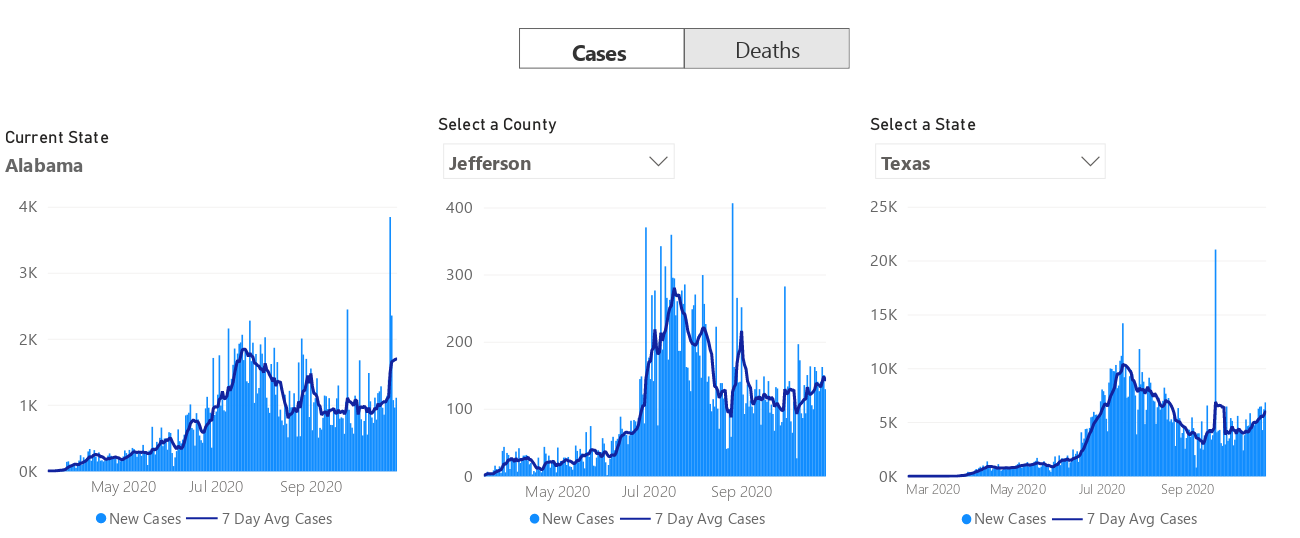 Cases
Deaths
Current State
Alabama
4K
3K
2K
1K
0K
May 2020
Jul 2020
Sep 2020
New Cases
7 Day Avg Cases
Select a County
Jefferson
400
300
200
100
0
May 2020
Jul 2020
Sep 2020
New Cases
7 Day Avg Cases
Select a State
Texas
25K
20K
15K
10K
5K
0K
Mar 2020
May 2020
Jul 2020
Sep 2020
New Cases
7 Day Avg Cases